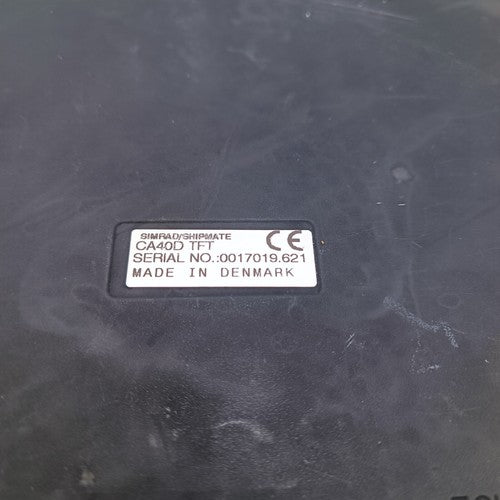 SIMRAD/SHIPMATE
CA40D TFT CE
SERIAL NO.:0017019.621
MADE IN DENMARK